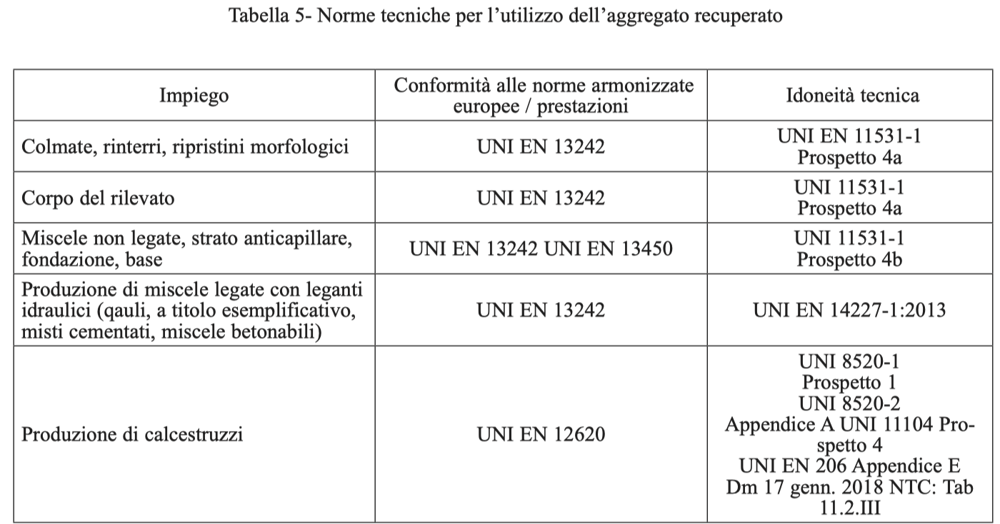 Tabella 5- Norme tecniche per l’utilizzo dell’aggregato recuperato
Impiego
Conformità alle norme armonizzate
europee / prestazioni
Idoneità tecnica
Colmate, rinterri, ripristini morfologici
UNI EN 13242
UNI EN 11531-1
Prospetto 4a
Corpo del rilevato
UNI EN 13242
UNI 11531-1
Prospetto 4a
Miscele non legate, strato anticapillare,
fondazione, base
UNI EN 13242 UNI EN 13450
UNI 11531-1
Prospetto 4b
Produzione di miscele legate con leganti
idraulici (qauli, a titolo esemplificativo,
misti cementati, miscele betonabili)
UNI EN 13242
UNI EN 14227-1:2013
Produzione di calcestruzzi
UNI EN 12620
UNI 8520-1
Prospetto 1
UNI 8520-2
Appendice A UNI 11104 Pro-
spetto 4
UNI EN 206 Appendice E
Dm 17 genn. 2018 NTC: Tab
11.2.III